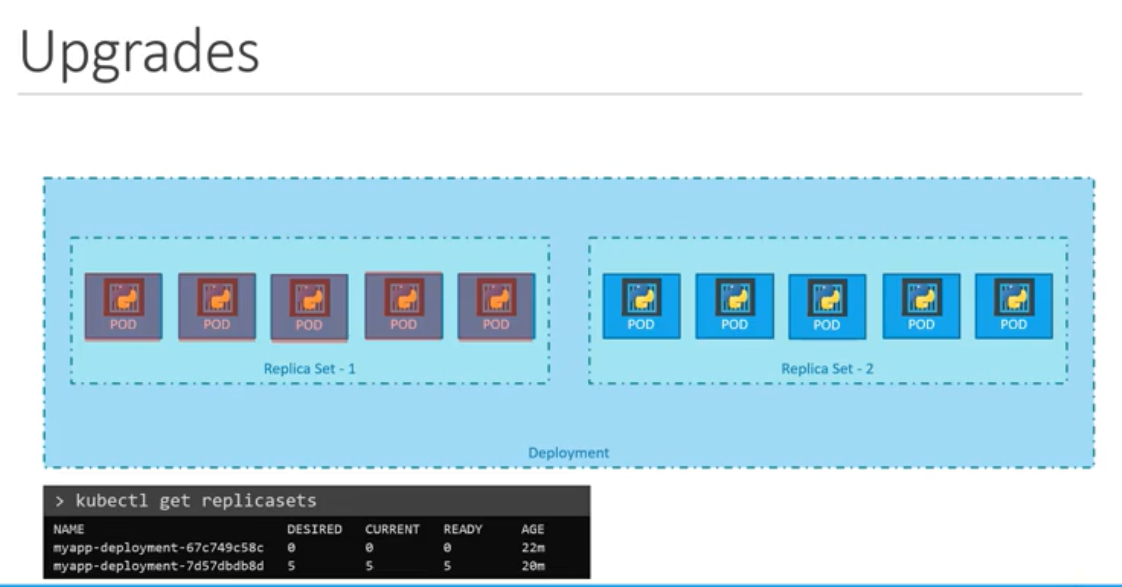 Upgrades
POD POD POD POD POD POD POD POD POD POD
Replica Set - 1 Replica Set - 2
Deployment
> kubectl get replicasets
NAME DESIRED CURRENT READY AGE
myapp-deployment-67c749c58c 0 0 0 22m
myapp-deployment-7d57dbdb8d 5 5 5 20m